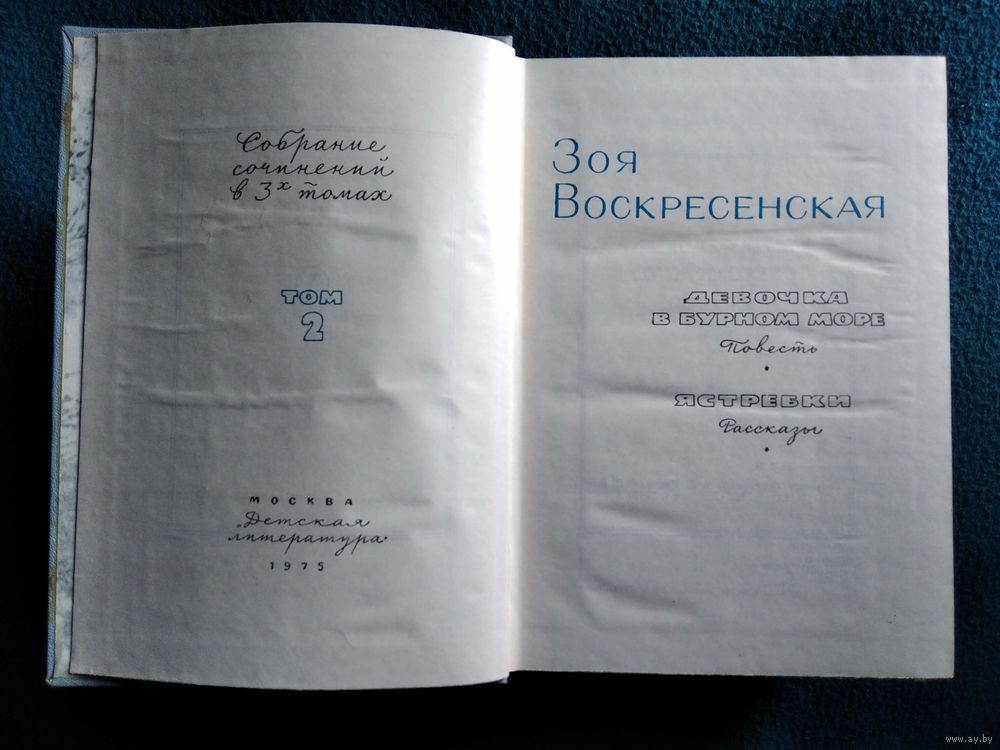 Собрание
сочинений
в 3х томах
ТОМ
2
МОСКВА
„Детская
литература“
1975
Зоя
Воскресенская
ДЕВОЧКА
В БУРНОМ МОРЕ
Повесть
•
ЯСТРЕБКИ
Рассказы
•
www.ay.by